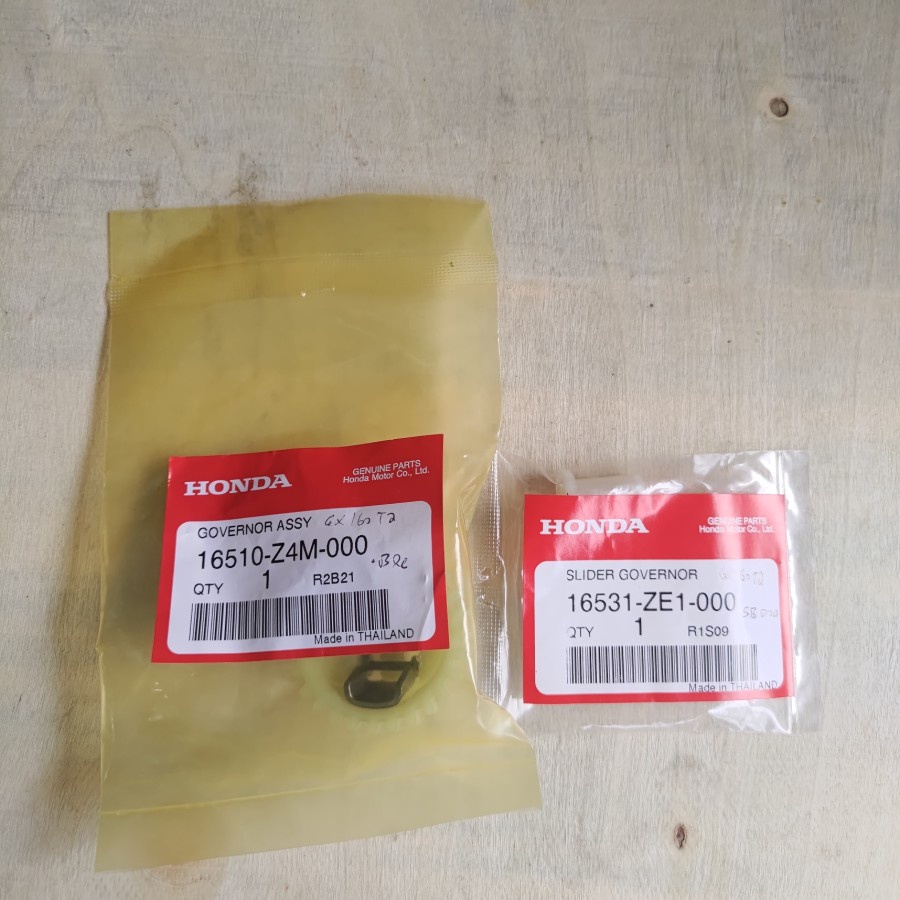 HONDA
GENUINE PARTS
Honda Motor Co., Ltd.
GOVERNOR ASSY GX160T2
16510-Z4M-000
QTY 1 R2B21
Made in THAILAND
HONDA
GENUINE PARTS
Honda Motor Co., Ltd.
SLIDER GOVERNOR
16531-ZE1-000
QTY 1 R1S09
Made in THAILAND